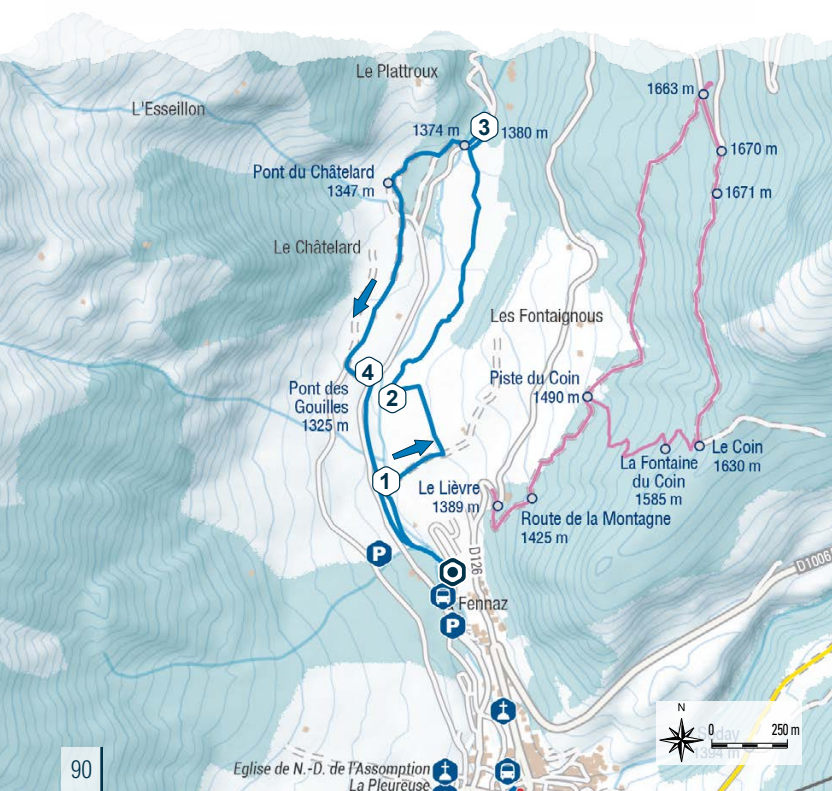 Le Plattroux
1663 m
L'Esseillon
1374 m
3
1380 m
1670 m
Pont du Châtelard
1347 m
1671 m
Le Châtelard
Les Fontaignous
4
Piste du Coin
1490 m
Pont des
Gouilles
1325 m
2
Le Coin
1630 m
La Fontaine
du Coin
1585 m
1
Le Lièvre
1389 m
Route de la Montagne
1425 m
P
D126
D1006
Fennaz
P
N
0
250 m
1394 m
90
Eglise de N.-D. de l'Assomption
La Pleureuse